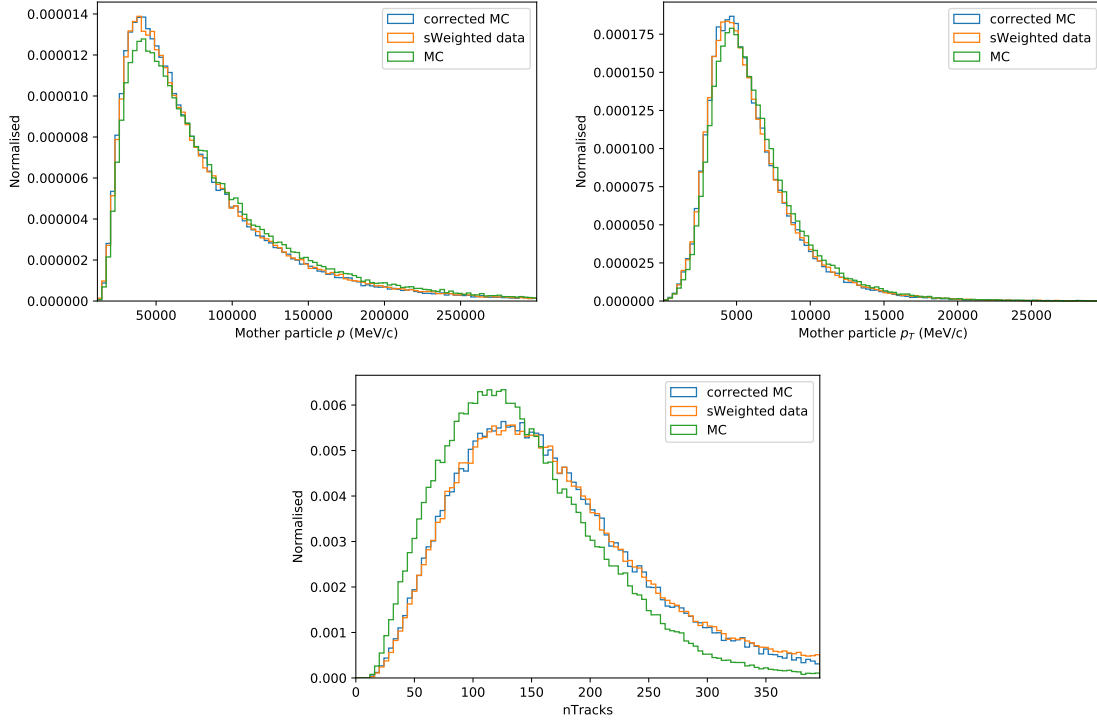 0.000014
0.000012
0.000010
0.000008
0.000006
0.000004
0.000002
0.000000
Normalised
corrected MC
sWeighted data
MC
50000 100000 150000 200000 250000
Mother particle p (MeV/c)
0.000175
0.000150
0.000125
0.000100
0.000075
0.000050
0.000025
0.000000
Normalised
corrected MC
sWeighted data
MC
5000 10000 15000 20000 25000
Mother particle p_T (MeV/c)
0.006
0.005
0.004
0.003
0.002
0.001
0.000
Normalised
corrected MC
sWeighted data
MC
0 50 100 150 200 250 300 350
nTracks